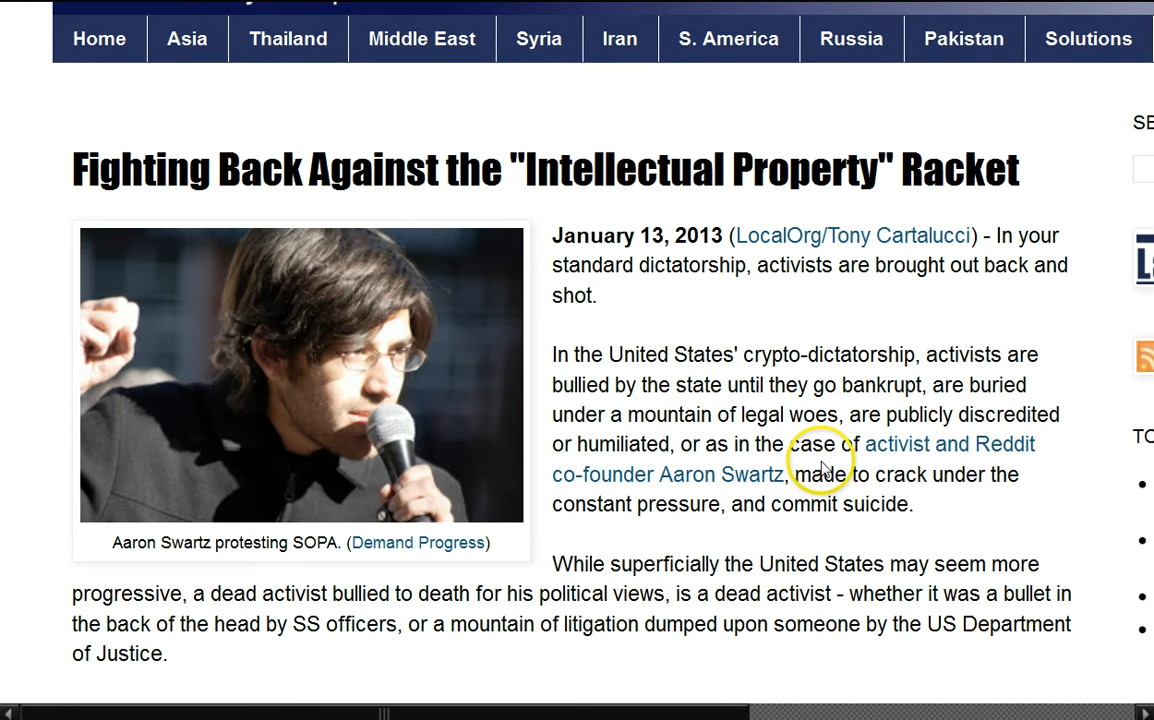 Home Asia Thailand Middle East Syria Iran S. America Russia Pakistan Solutions
Fighting Back Against the "Intellectual Property" Racket
January 13, 2013 (LocalOrg/Tony Cartalucci) - In your
standard dictatorship, activists are brought out back and
shot.
In the United States' crypto-dictatorship, activists are
bullied by the state until they go bankrupt, are buried
under a mountain of legal woes, are publicly discredited
or humiliated, or as in the case of activist and Reddit
co-founder Aaron Swartz, made to crack under the
constant pressure, and commit suicide.
Aaron Swartz protesting SOPA. (Demand Progress)
While superficially the United States may seem more
progressive, a dead activist bullied to death for his political views, is a dead activist - whether it was a bullet in
the back of the head by SS officers, or a mountain of litigation dumped upon someone by the US Department
of Justice.